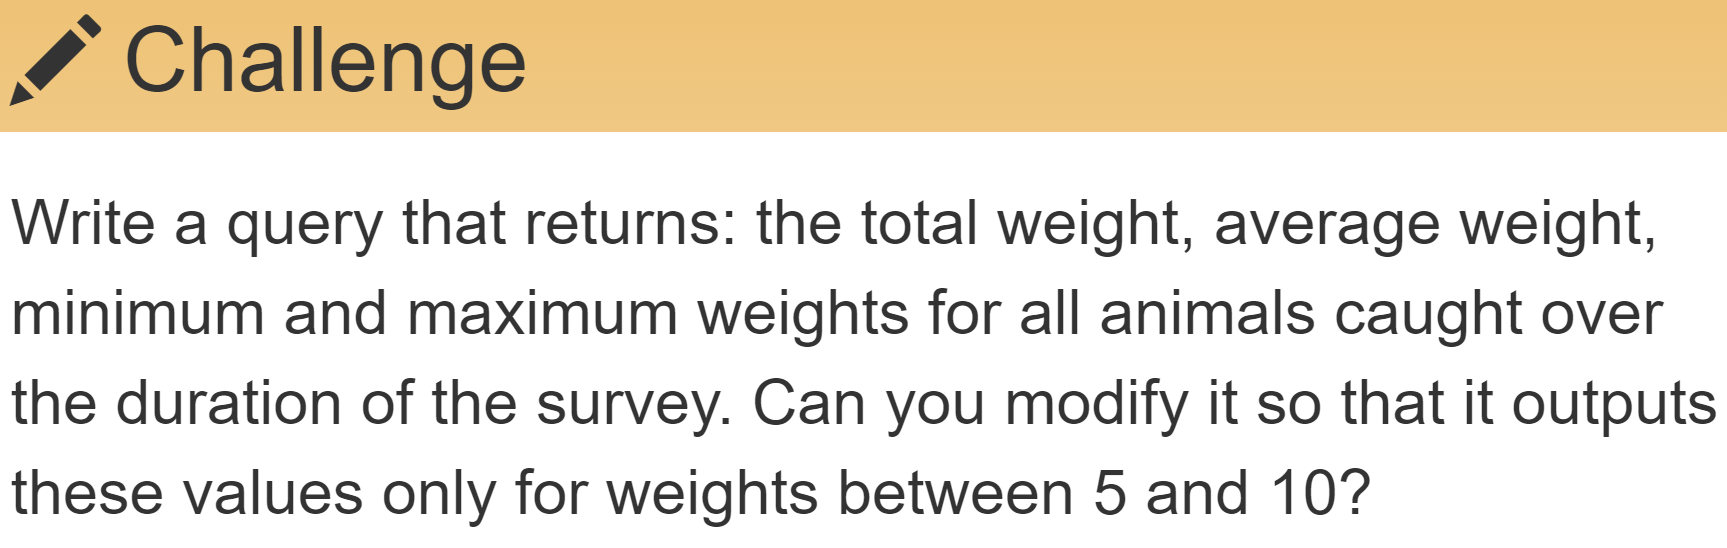 Challenge
Write a query that returns: the total weight, average weight,
minimum and maximum weights for all animals caught over
the duration of the survey. Can you modify it so that it outputs
these values only for weights between 5 and 10?